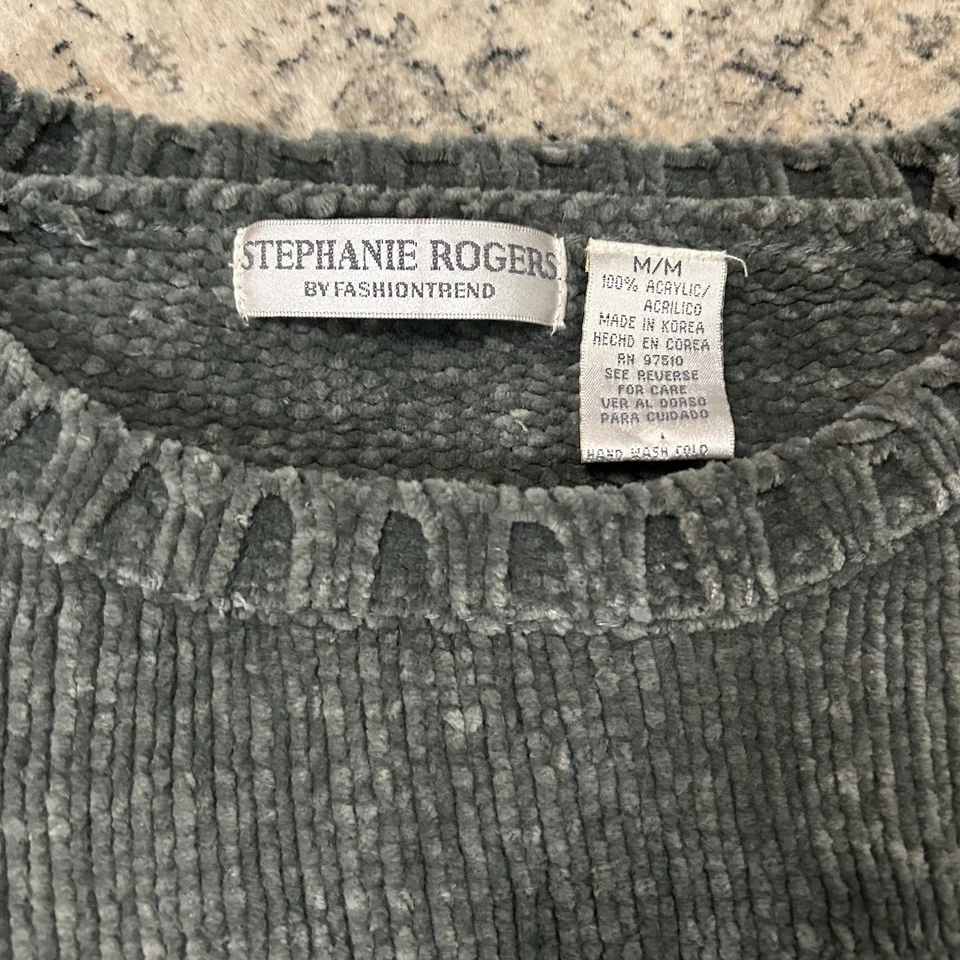 STEPHANIE ROGERS
BY FASHIONTREND
M/M
100% ACRYLIC/
ACRILICO
MADE IN KOREA
HECHO EN COREA
RN 97510
SEE REVERSE
FOR CARE
VER AL DORSO
PARA CUIDADO
HAND WASH COLD